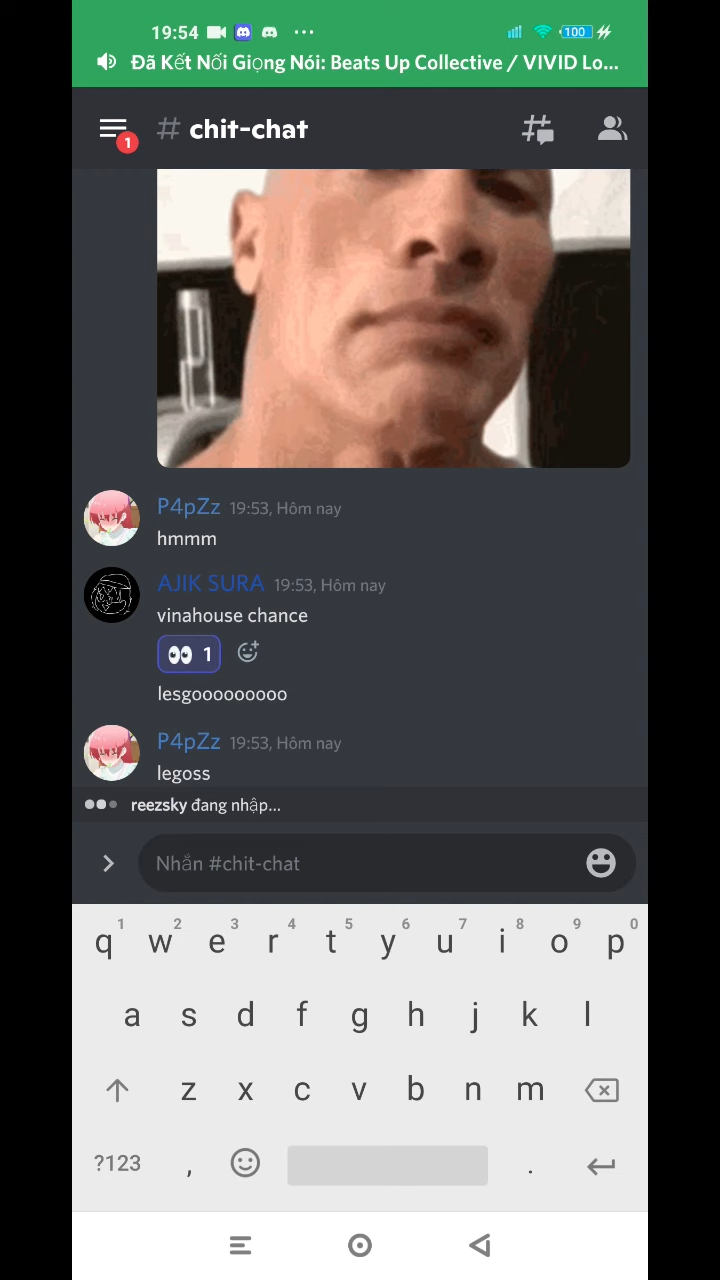 19:54 100
Đã Kết Nối Giọng Nói: Beats Up Collective / VIVID Lo...
1 # chit-chat
P4pZz 19:53, Hôm nay
hmmm
AJIK SURA 19:53, Hôm nay
vinahouse chance
👀 1
lesgooooooooo
P4pZz 19:53, Hôm nay
legoss
reezsky đang nhập...
Nhắn #chit-chat
1 2 3 4 5 6 7 8 9 0
q w e r t y u i o p
a s d f g h j k l
z x c v b n m
?123 , .